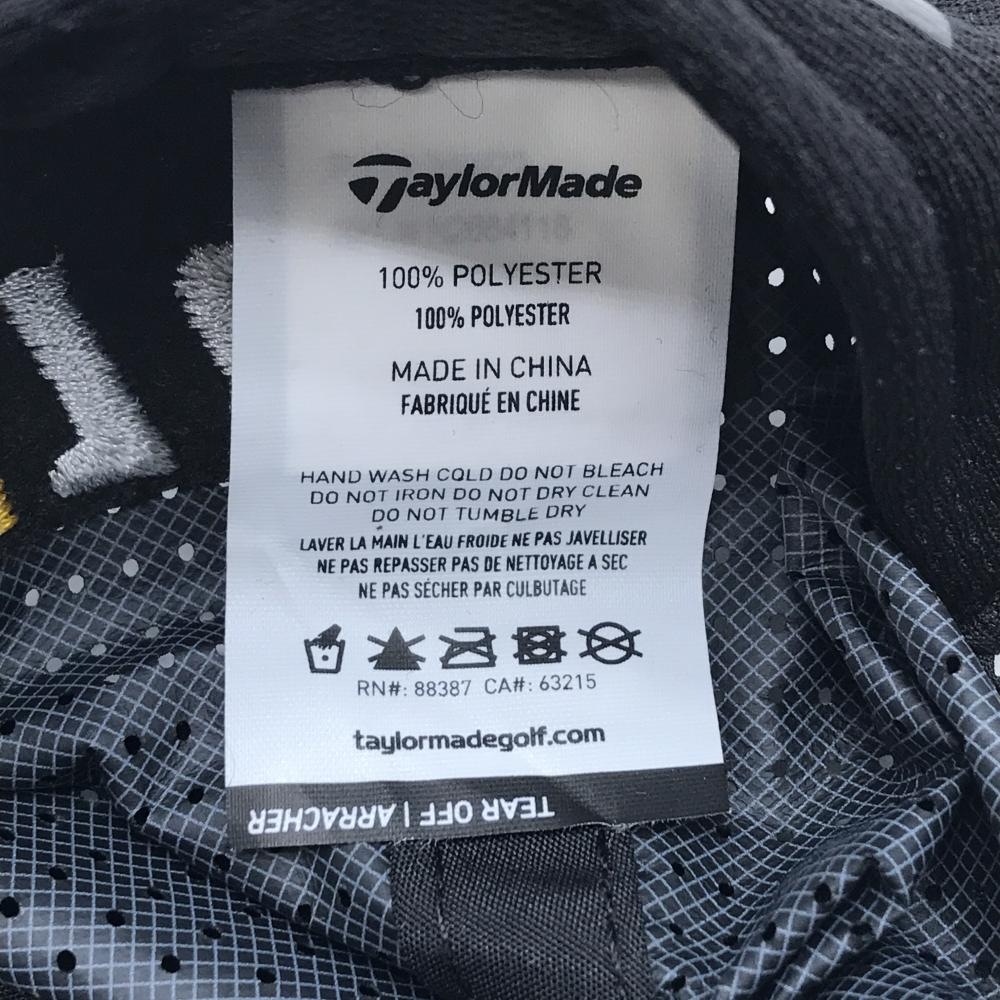 TaylorMade
100% POLYESTER
100% POLYESTER
MADE IN CHINA
FABRIQUÉ EN CHINE
HAND WASH COLD DO NOT BLEACH
DO NOT IRON DO NOT DRY CLEAN
DO NOT TUMBLE DRY
LAVER LA MAIN L'EAU FROIDE NE PAS JAVELLISER
NE PAS REPASSER PAS DE NETTOYAGE A SEC
NE PAS SÉCHER PAR CULBUTAGE
RN#: 88387 CA#: 63215
taylormadegolf.com
TEAR OFF | ARRACHER